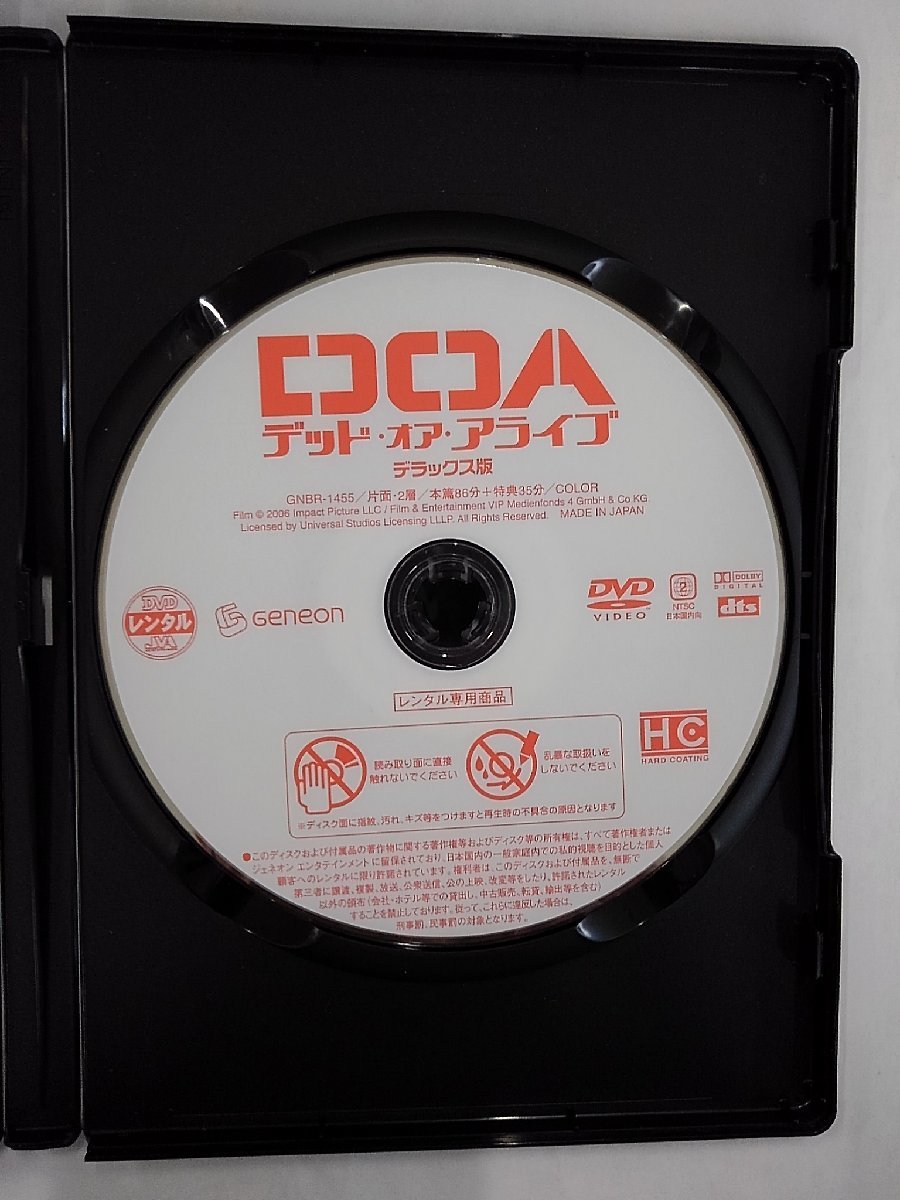 DOA
デッド・オア・アライブ
デラックス版
GNBR-1455/片面・2層/本篇86分+特典35分/COLOR
Film © 2006 Impact Picture LLC / Film & Entertainment VIP Medienfonds 4 GmbH & Co KG.
Licensed by Universal Studios Licensing LLLP. All Rights Reserved. MADE IN JAPAN
DVD
レンタル
JVA
GENEON
DVD
VIDEO
2
NTSC
日本国内向
DOLBY
DIGITAL
dts
レンタル専用商品
読み取り面に直接
触れないでください
乱暴な取扱いを
しないでください
※ディスク面に指紋、汚れ、キズ等をつけますと再生時の不具合の原因となります
HC
HARD COATING
●このディスクおよび付属品の著作物に関する著作権等およびディスク等の所有権は、すべて著作権者または
ジェネオン エンタテインメントに留保されており、日本国内の一般家庭内での私的視聴を目的とした個人
顧客へのレンタルに限り許諾されています。権利者は、このディスクおよび付属品を、無断で
第三者に譲渡、複製、放送、公衆送信、公の上映、改変等をしたり、許諾されたレンタル
以外の頒布(会社・ホテル等での貸出し、中古販売、転貸、輸出等を含む)
することを禁止しております。従って、これらに違反した場合は、
刑事罰、民事罰の対象となります。